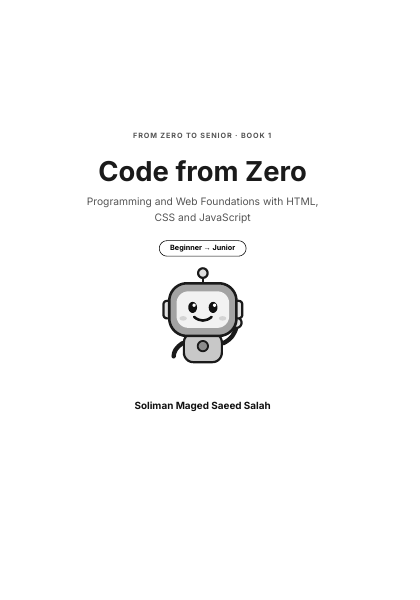 FROM ZERO TO SENIOR · BOOK 1
Code from Zero
Programming and Web Foundations with HTML,
CSS and JavaScript
Beginner → Junior
Soliman Maged Saeed Salah